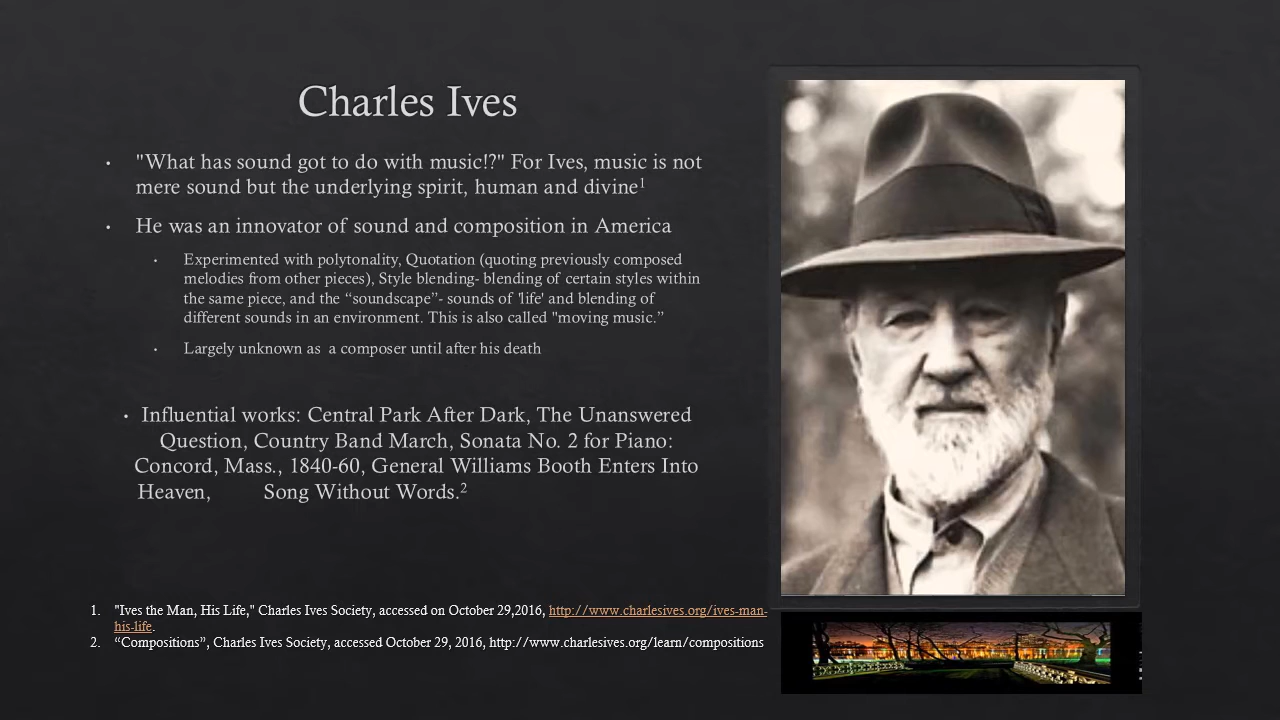 Charles Ives
• "What has sound got to do with music!?" For Ives, music is not
mere sound but the underlying spirit, human and divine¹
• He was an innovator of sound and composition in America
• Experimented with polytonality, Quotation (quoting previously composed
melodies from other pieces), Style blending- blending of certain styles within
the same piece, and the “soundscape”- sounds of 'life' and blending of
different sounds in an environment. This is also called "moving music.”
• Largely unknown as  a composer until after his death
• Influential works: Central Park After Dark, The Unanswered
Question, Country Band March, Sonata No. 2 for Piano:
Concord, Mass., 1840-60, General Williams Booth Enters Into
Heaven,        Song Without Words.²
1. "Ives the Man, His Life," Charles Ives Society, accessed on October 29,2016, http://www.charlesives.org/ives-man-
his-life.
2. “Compositions”, Charles Ives Society, accessed October 29, 2016, http://www.charlesives.org/learn/compositions